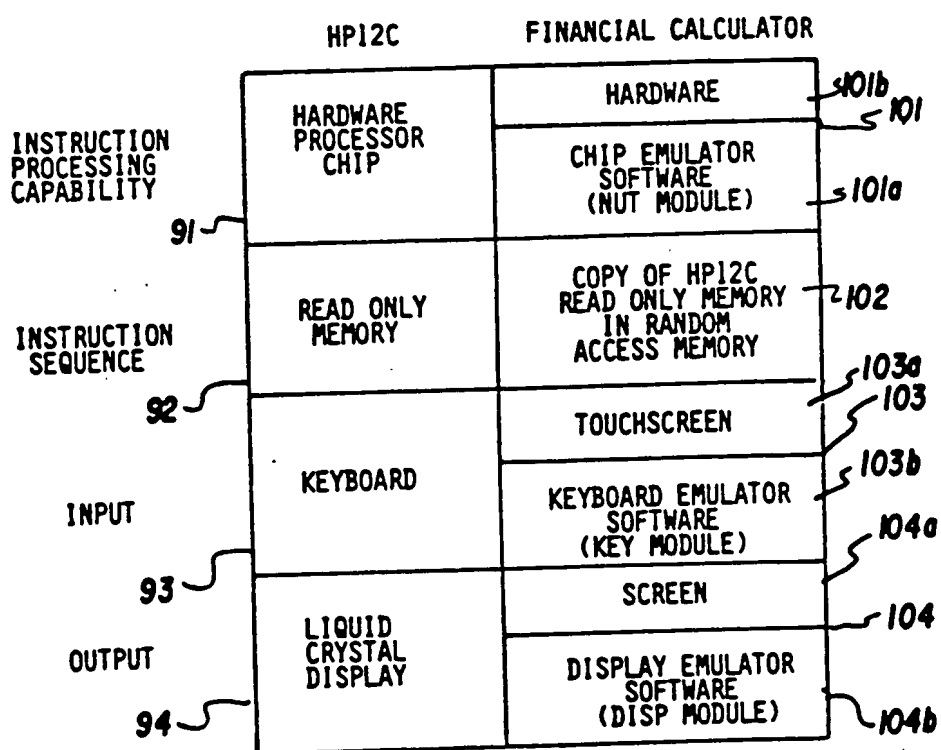 HP12C
FINANCIAL CALCULATOR
INSTRUCTION
PROCESSING
CAPABILITY
91
HARDWARE
PROCESSOR
CHIP
HARDWARE
101b
101
CHIP EMULATOR
SOFTWARE
(NUT MODULE)
101a
INSTRUCTION
SEQUENCE
92
READ ONLY
MEMORY
COPY OF HP12C
READ ONLY MEMORY
IN RANDOM
ACCESS MEMORY
102
INPUT
93
KEYBOARD
TOUCHSCREEN
103a
103
KEYBOARD EMULATOR
SOFTWARE
(KEY MODULE)
103b
OUTPUT
94
LIQUID
CRYSTAL
DISPLAY
SCREEN
104a
104
DISPLAY EMULATOR
SOFTWARE
(DISP MODULE)
104b